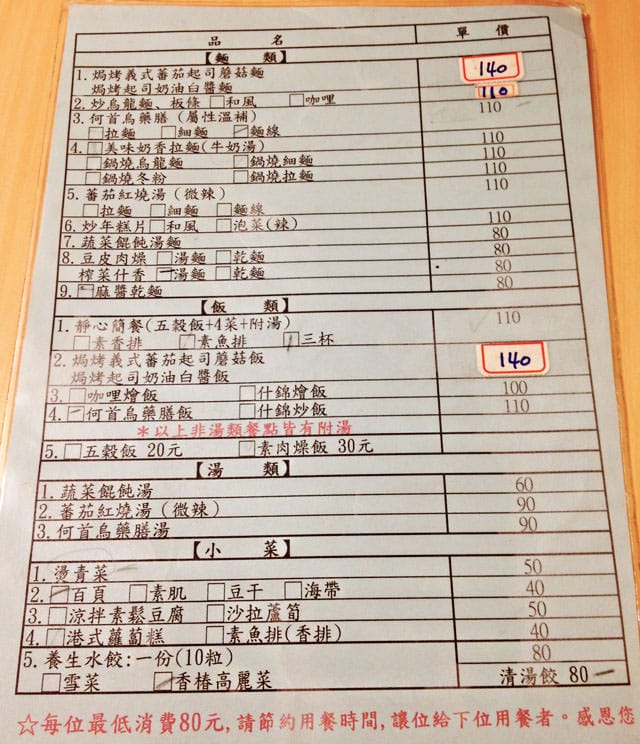 品名 單價
【麵類】
1. 焗烤義式蕃茄起司蘑菇麵 140
焗烤起司奶油白醬麵 110
2. 炒烏龍麵、板條 □和風 □咖哩 110
3. 何首烏藥膳(屬性溫補)
□拉麵 □細麵 □麵線 110
4. □美味奶香拉麵(牛奶湯) 110
□鍋燒烏龍麵 □鍋燒細麵 110
□鍋燒冬粉 □鍋燒拉麵 110
5. 蕃茄紅燒湯(微辣)
□拉麵 □細麵 □麵線 110
6. 炒年糕片□和風 □泡菜(辣) 80
7. 蔬菜餛飩湯麵 80
8. 豆皮肉燥 □湯麵 □乾麵 80
榨菜什香 □湯麵 □乾麵 80
9. □麻醬乾麵
【飯類】
1. 靜心簡餐(五穀飯+4菜+附湯) 110
□素香排 □素魚排 □三杯
2. 焗烤義式蕃茄起司蘑菇飯 140
焗烤起司奶油白醬飯
3. □咖哩燴飯 □什錦燴飯 100
4. □何首烏藥膳飯 □什錦炒飯 110
*以上非湯類餐點皆有附湯
5. □五穀飯 20元 □素肉燥飯 30元
【湯類】
1. 蔬菜餛飩湯 60
2. 蕃茄紅燒湯(微辣) 90
3. 何首烏藥膳湯 90
【小菜】
1. 燙青菜 50
2. □百頁 □素肌 □豆干 □海帶 40
3. □涼拌素鬆豆腐 □沙拉蘆筍 50
4. □港式蘿蔔糕 □素魚排(香排) 40
5. 養生水餃:一份(10粒) 80
□雪菜 □香椿高麗菜 清湯餃 80
☆每位最低消費80元,請節約用餐時間,讓位給下位用餐者。感恩您